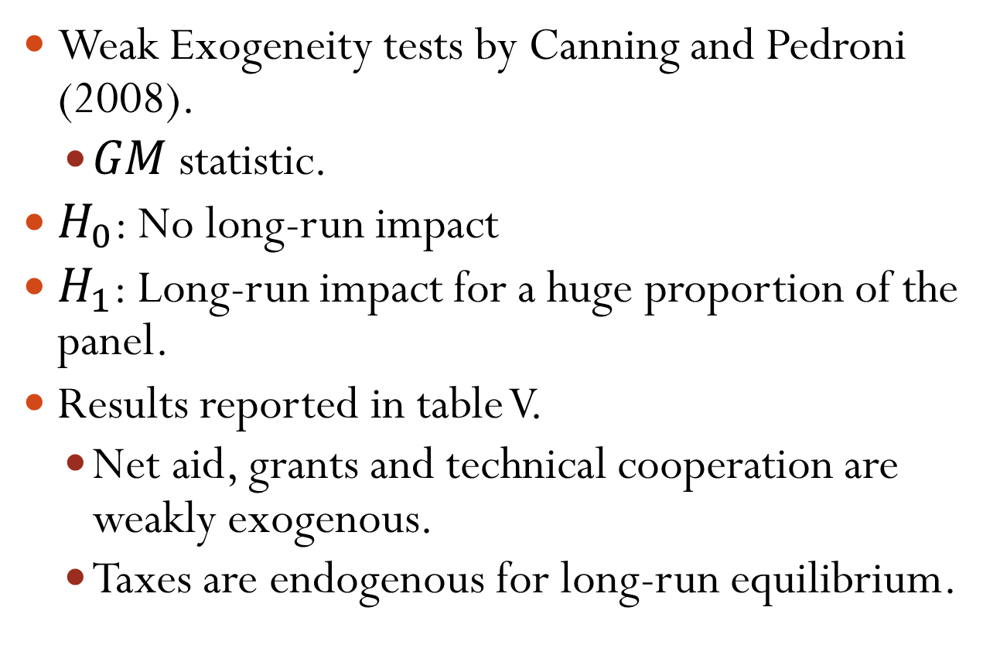 • Weak Exogeneity tests by Canning and Pedroni
(2008).
• GM statistic.
• H₀: No long-run impact
• H₁: Long-run impact for a huge proportion of the
panel.
• Results reported in table V.
• Net aid, grants and technical cooperation are
weakly exogenous.
• Taxes are endogenous for long-run equilibrium.